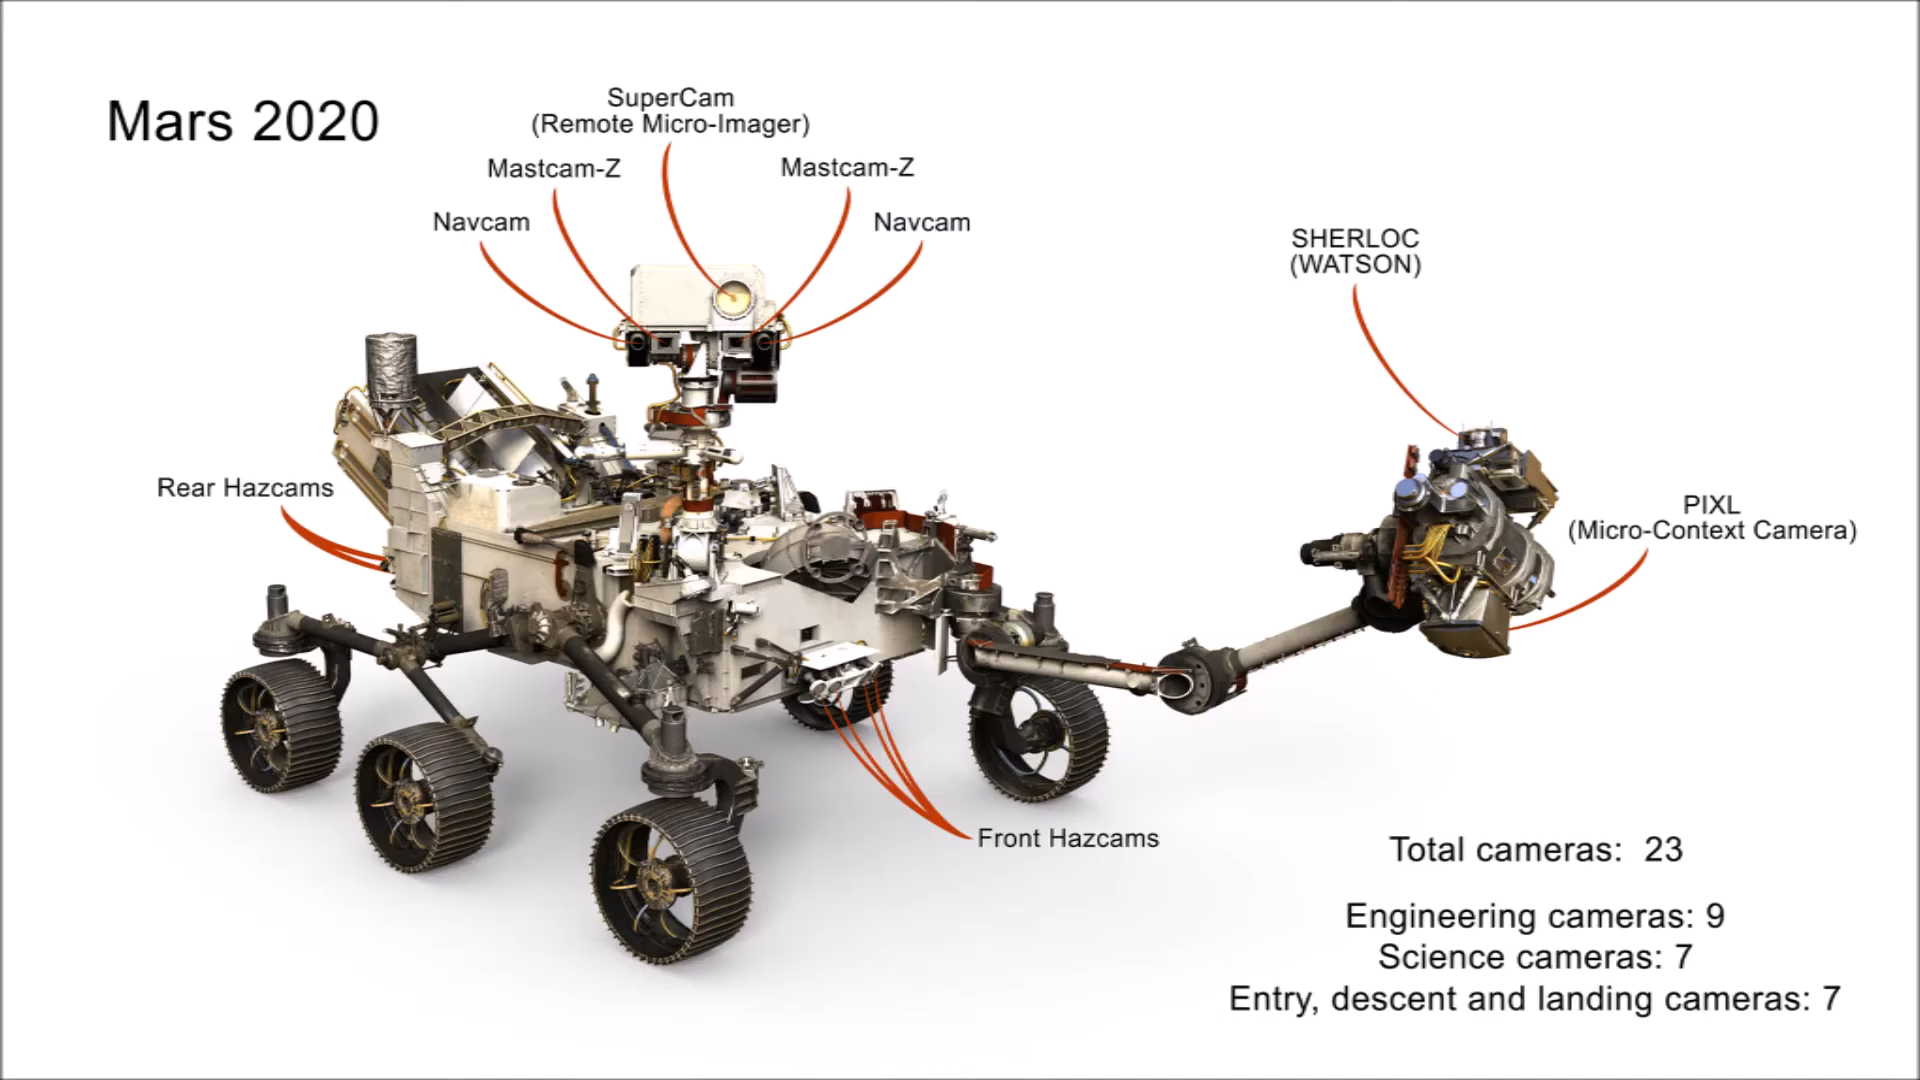 Mars 2020
SuperCam
(Remote Micro-Imager)
Mastcam-Z
Mastcam-Z
Navcam
Navcam
SHERLOC
(WATSON)
Rear Hazcams
PIXL
(Micro-Context Camera)
Front Hazcams
Total cameras: 23
Engineering cameras: 9
Science cameras: 7
Entry, descent and landing cameras: 7